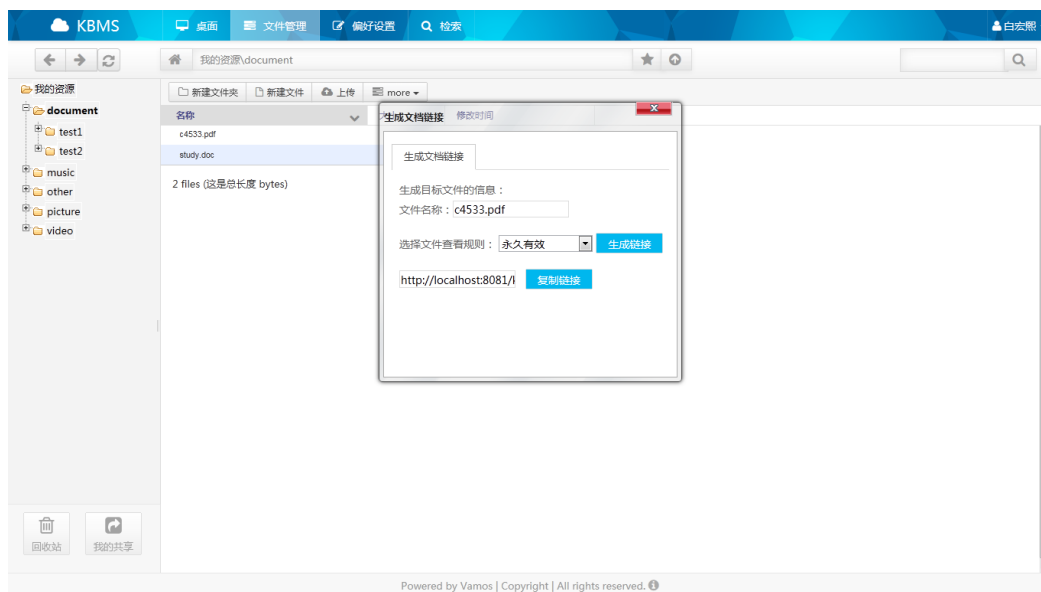 KBMS 桌面 文件管理 偏好设置 检索 白宏熙
我的资源\document
我的资源
新建文件夹 新建文件 上传 more
document
test1
test2
music
other
picture
video
名称
c4533.pdf
study.doc
2 files (这是总长度 bytes)
生成文档链接 修改时间
生成文档链接
生成目标文件的信息：
文件名称：c4533.pdf
选择文件查看规则： 永久有效 生成链接
http://localhost:8081/ 复制链接
回收站 我的共享
Powered by Vamos | Copyright | All rights reserved.